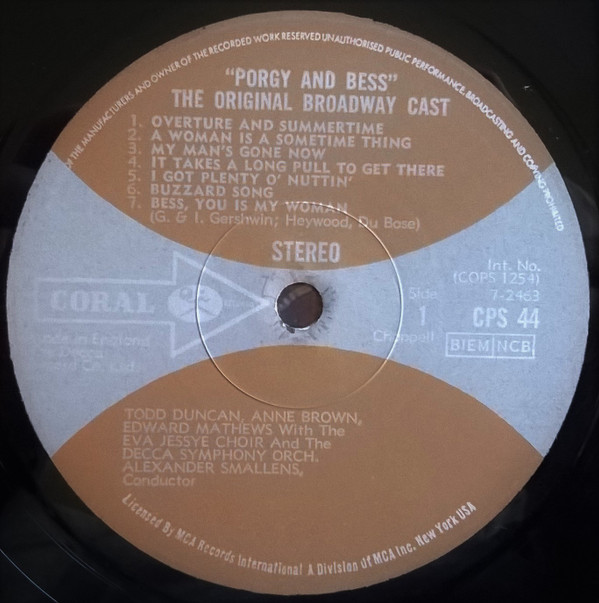 OF THE MANUFACTURERS AND OWNER OF THE RECORDED WORK RESERVED UNAUTHORISED PUBLIC PERFORMANCE, BROADCASTING AND COPYING PROHIBITED
"PORGY AND BESS"
THE ORIGINAL BROADWAY CAST
1. OVERTURE AND SUMMERTIME
2. A WOMAN IS A SOMETIME THING
3. MY MAN'S GONE NOW
4. IT TAKES A LONG PULL TO GET THERE
5. I GOT PLENTY O' NUTTIN'
6. BUZZARD SONG
7. BESS, YOU IS MY WOMAN
(G. & I. Gershwin; Heywood, Du Bose)
STEREO
CORAL
in England
Decca
Co. Ltd.
Int. No.
(COPS 1254)
7-2463
Side
1
CPS 44
Chappell
BIEM NCB
TODD DUNCAN, ANNE BROWN,
EDWARD MATHEWS With The
EVA JESSYE CHOIR And The
DECCA SYMPHONY ORCH.
ALEXANDER SMALLENS,
Conductor
Licensed By MCA Records International A Division of MCA Inc. New York USA